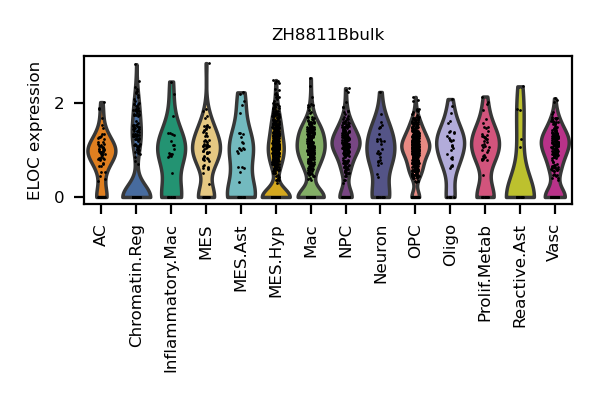 ZH8811Bbulk
ELOC expression
2
0
AC
Chromatin.Reg
Inflammatory.Mac
MES
MES.Ast
MES.Hyp
Mac
NPC
Neuron
OPC
Oligo
Prolif.Metab
Reactive.Ast
Vasc